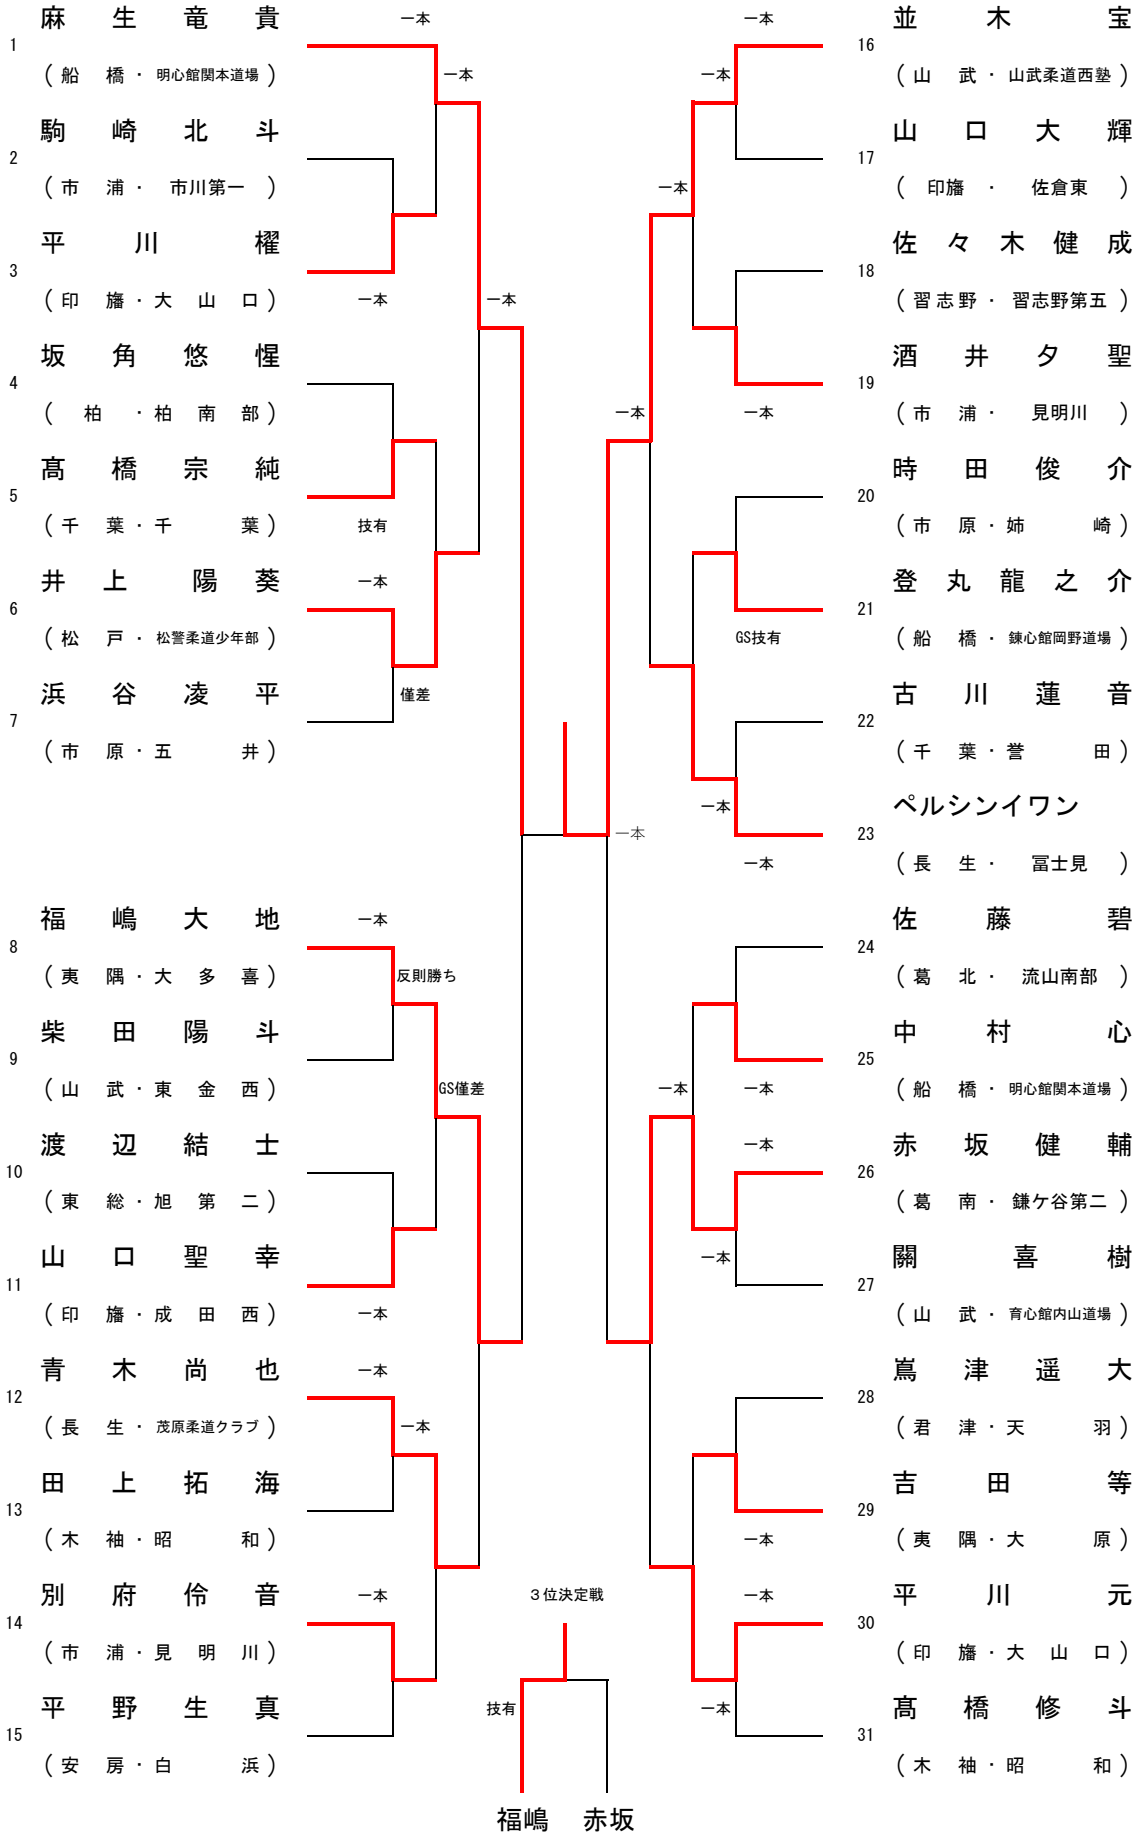 麻生竜貴
1
(船橋・明心館関本道場)
一本
一本
駒崎北斗
2
(市浦・市川第一)
平川櫂
3
(印旛・大山口)
一本
一本
坂角悠惺
4
(柏・柏南部)
髙橋宗純
5
(千葉・千葉)
技有
井上陽葵
6
(松戸・松警柔道少年部)
一本
浜谷凌平
7
(市原・五井)
僅差
福嶋大地
8
(夷隅・大多喜)
一本
反則勝ち
柴田陽斗
9
(山武・東金西)
GS僅差
渡辺結士
10
(東総・旭第二)
山口聖幸
11
(印旛・成田西)
一本
青木尚也
12
(長生・茂原柔道クラブ)
一本
一本
田上拓海
13
(木袖・昭和)
別府伶音
14
(市浦・見明川)
一本
平野生真
15
(安房・白浜)
並木宝
16
(山武・山武柔道西塾)
一本
一本
山口大輝
17
(印旛・佐倉東)
一本
佐々木健成
18
(習志野・習志野第五)
酒井夕聖
19
(市浦・見明川)
一本
一本
時田俊介
20
(市原・姉崎)
登丸龍之介
21
(船橋・錬心館岡野道場)
GS技有
古川蓮音
22
(千葉・誉田)
ペルシンイワン
23
(長生・冨士見)
一本
一本
一本
佐藤碧
24
(葛北・流山南部)
中村心
25
(船橋・明心館関本道場)
一本
一本
赤坂健輔
26
(葛南・鎌ケ谷第二)
一本
一本
關喜樹
27
(山武・育心館内山道場)
嶌津遥大
28
(君津・天羽)
吉田等
29
(夷隅・大原)
一本
平川元
30
(印旛・大山口)
一本
一本
髙橋修斗
31
(木袖・昭和)
３位決定戦
技有
福嶋 赤坂